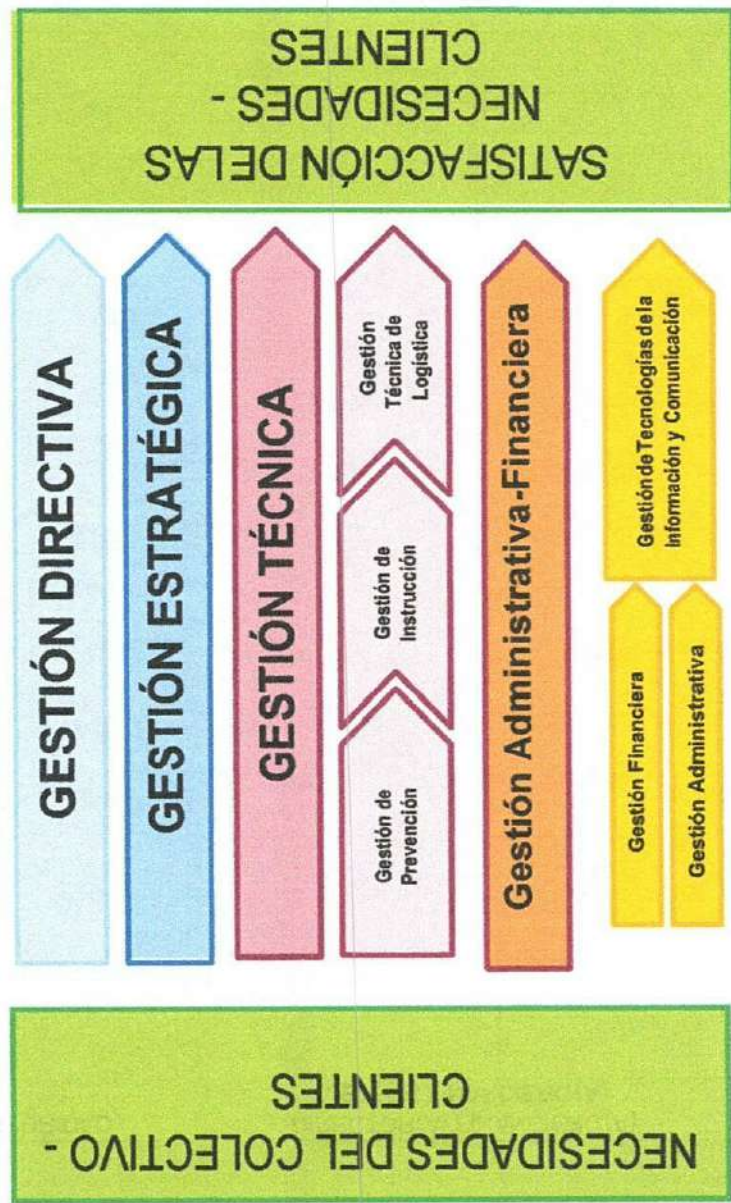 NECESIDADES DEL COLECTIVO -
CLIENTES
GESTIÓN DIRECTIVA
GESTIÓN ESTRATÉGICA
GESTIÓN TÉCNICA
Gestión de
Prevención
Gestión de
Instrucción
Gestión
Técnica de
Logística
Gestión Administrativa-Financiera
Gestión Financiera
Gestión Administrativa
Gestión de Tecnologías de la
Información y Comunicación
SATISFACCIÓN DE LAS
NECESIDADES -
CLIENTES